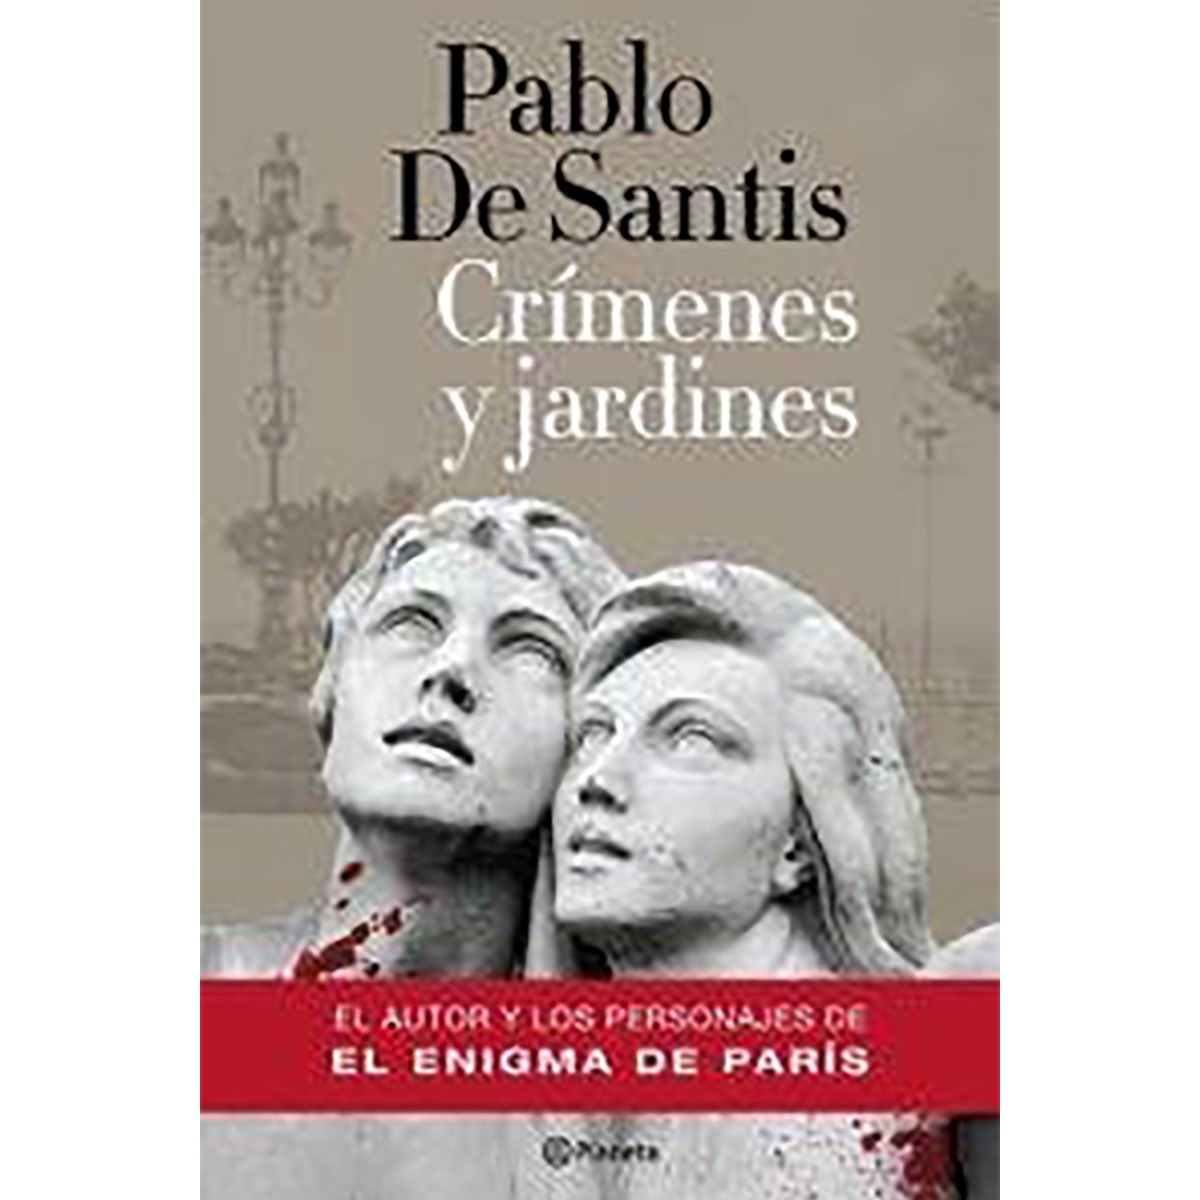 Pablo
De Santis
Crímenes
y jardines
EL AUTOR Y LOS PERSONAJES DE
EL ENIGMA DE PARÍS
Planeta